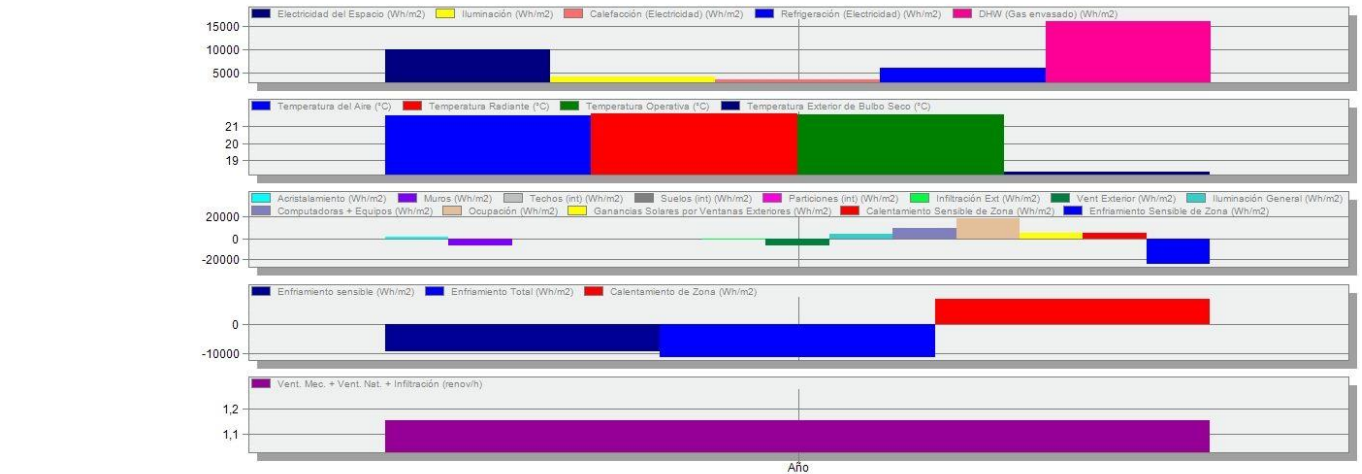 Electricidad del Espacio (Wh/m2) Iluminación (Wh/m2) Calefacción (Electricidad) (Wh/m2) Refrigeración (Electricidad) (Wh/m2) DHW (Gas envasado) (Wh/m2)
15000
10000
5000
Temperatura del Aire (°C) Temperatura Radiante (°C) Temperatura Operativa (°C) Temperatura Exterior de Bulbo Seco (°C)
21
20
19
Acristalamiento (Wh/m2) Muros (Wh/m2) Techos (int) (Wh/m2) Suelos (int) (Wh/m2) Particiones (int) (Wh/m2) Infiltración Ext (Wh/m2) Vent Exterior (Wh/m2) Iluminación General (Wh/m2)
Computadoras + Equipos (Wh/m2) Ocupación (Wh/m2) Ganancias Solares por Ventanas Exteriores (Wh/m2) Calentamiento Sensible de Zona (Wh/m2) Enfriamiento Sensible de Zona (Wh/m2)
20000
0
-20000
Enfriamiento sensible (Wh/m2) Enfriamiento Total (Wh/m2) Calentamiento de Zona (Wh/m2)
0
-10000
Vent. Mec. + Vent. Nat. + Infiltración (renov/h)
1,2
1,1
Año